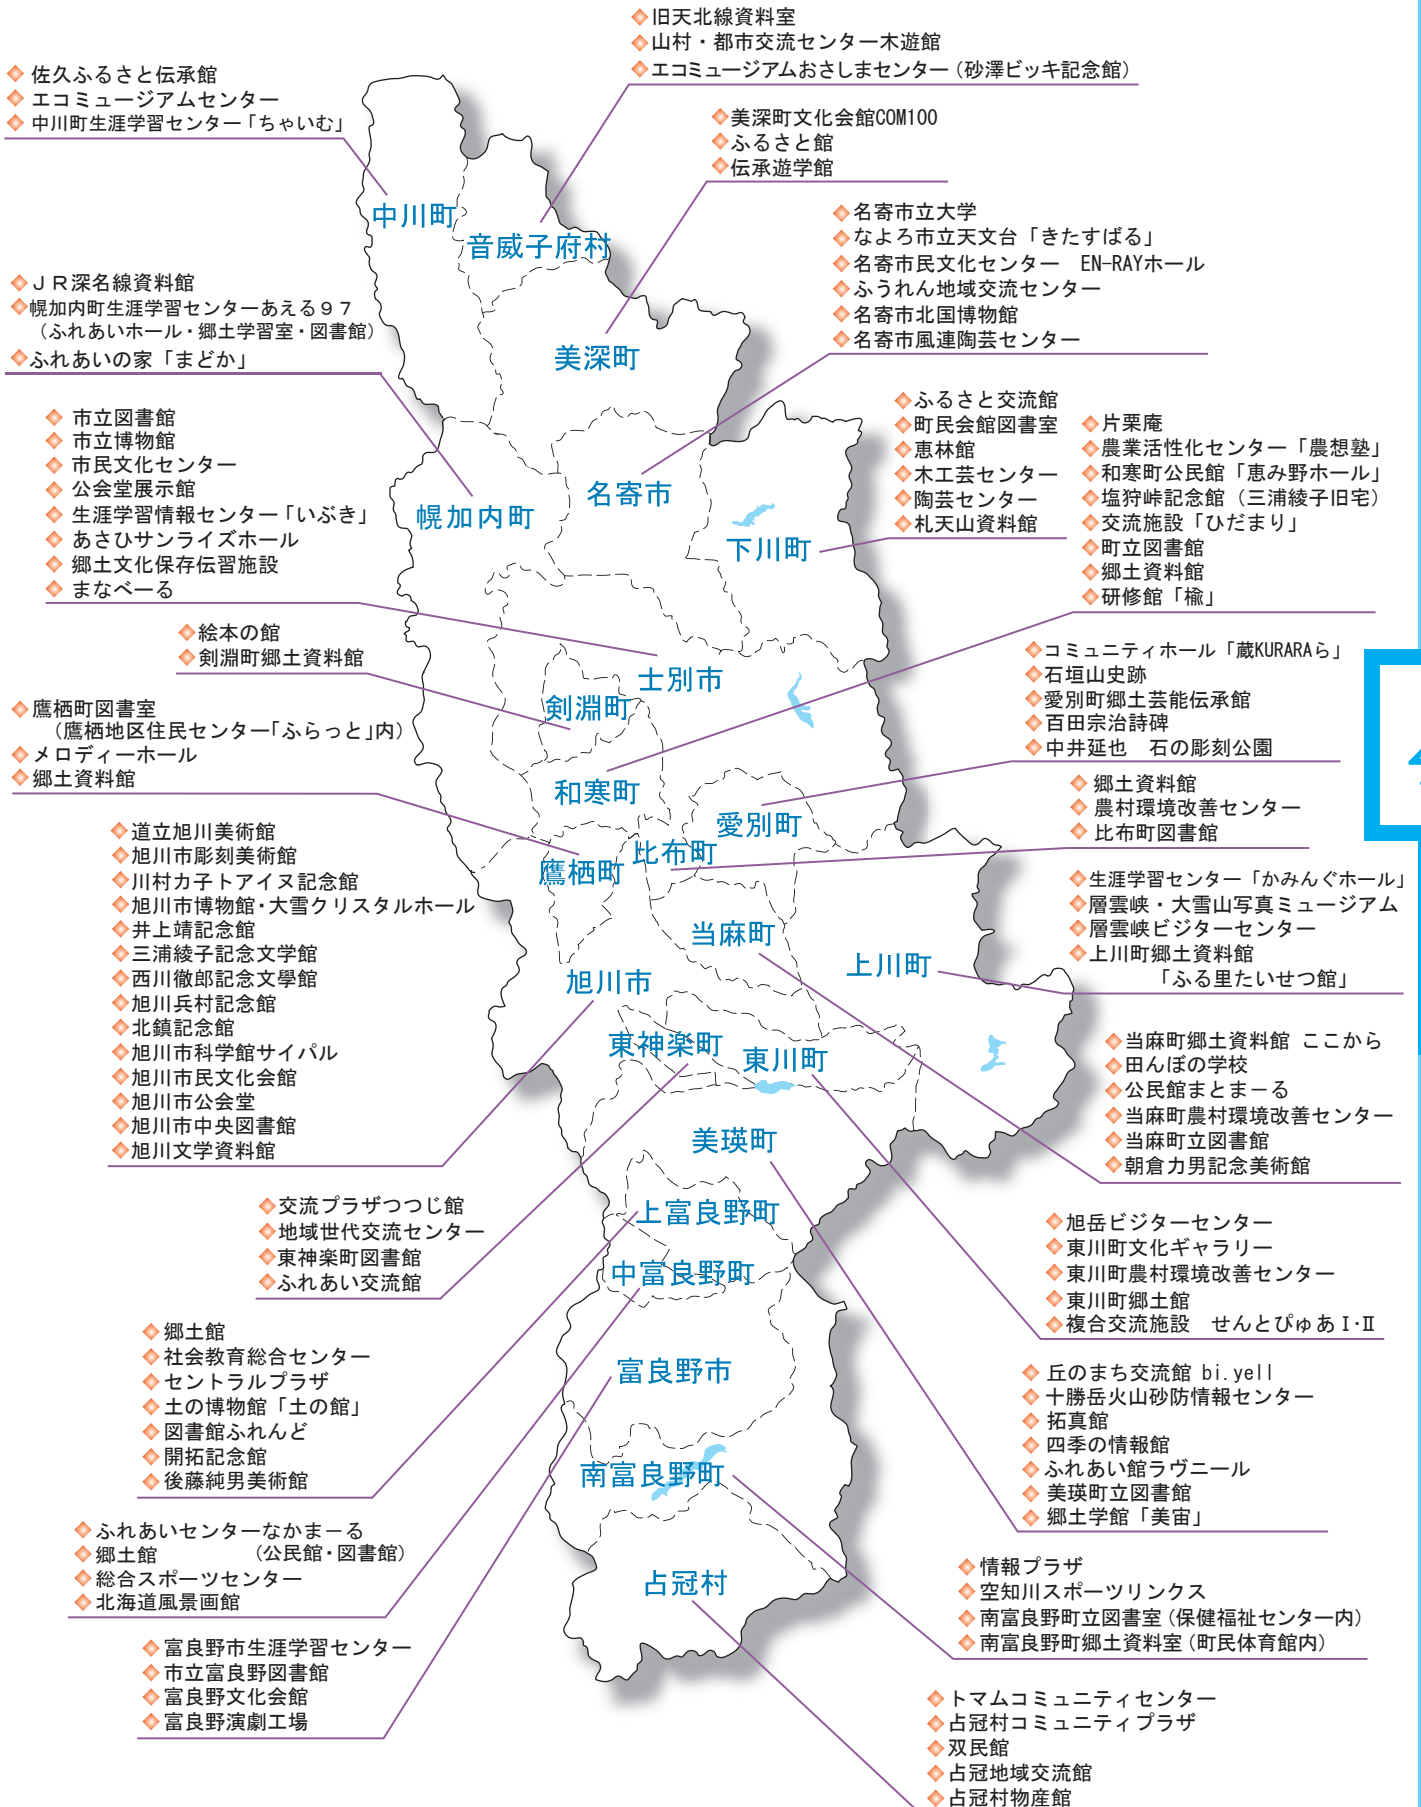 旧天北線資料室
山村・都市交流センター木遊館
エコミュージアムおさしまセンター（砂澤ビッキ記念館）
佐久ふるさと伝承館
エコミュージアムセンター
中川町生涯学習センター「ちゃいむ」
美深町文化会館COM100
ふるさと館
伝承遊学館
中川町
音威子府村
名寄市立大学
なよろ市立天文台「きたすばる」
名寄市民文化センター　EN-RAYホール
ふうれん地域交流センター
名寄市北国博物館
名寄市風連陶芸センター
ＪＲ深名線資料館
幌加内町生涯学習センターあえる９７
（ふれあいホール・郷土学習室・図書館）
ふれあいの家「まどか」
美深町
市立図書館
市立博物館
市民文化センター
公会堂展示館
生涯学習情報センター「いぶき」
あさひサンライズホール
郷土文化保存伝習施設
まなべーる
ふるさと交流館
町民会館図書室
恵林館
木工芸センター
陶芸センター
札天山資料館
片栗庵
農業活性化センター「農想塾」
和寒町公民館「恵み野ホール」
塩狩峠記念館（三浦綾子旧宅）
交流施設「ひだまり」
町立図書館
郷土資料館
研修館「楡」
名寄市
幌加内町
下川町
絵本の館
剣淵町郷土資料館
コミュニティホール「蔵KURARAら」
石垣山史跡
愛別町郷土芸能伝承館
百田宗治詩碑
中井延也　石の彫刻公園
士別市
剣淵町
鷹栖町図書室
（鷹栖地区住民センター「ふらっと」内）
メロディーホール
郷土資料館
和寒町
愛別町
郷土資料館
農村環境改善センター
比布町図書館
比布町
鷹栖町
道立旭川美術館
旭川市彫刻美術館
川村カ子トアイヌ記念館
旭川市博物館・大雪クリスタルホール
井上靖記念館
三浦綾子記念文学館
西川徹郎記念文學館
旭川兵村記念館
北鎮記念館
旭川市科学館サイパル
旭川市民文化会館
旭川市公会堂
旭川市中央図書館
旭川文学資料館
生涯学習センター「かみんぐホール」
層雲峡・大雪山写真ミュージアム
層雲峡ビジターセンター
上川町郷土資料館
「ふる里たいせつ館」
当麻町
上川町
旭川市
東神楽町
東川町
当麻町郷土資料館 ここから
田んぼの学校
公民館まとまーる
当麻町農村環境改善センター
当麻町立図書館
朝倉力男記念美術館
美瑛町
交流プラザつつじ館
地域世代交流センター
東神楽町図書館
ふれあい交流館
上富良野町
旭岳ビジターセンター
東川町文化ギャラリー
東川町農村環境改善センター
東川町郷土館
複合交流施設　せんとぴゅあⅠ・Ⅱ
中富良野町
郷土館
社会教育総合センター
セントラルプラザ
土の博物館「土の館」
図書館ふれんど
開拓記念館
後藤純男美術館
富良野市
丘のまち交流館 bi.yell
十勝岳火山砂防情報センター
拓真館
四季の情報館
ふれあい館ラヴニール
美瑛町立図書館
郷土学館「美宙」
南富良野町
ふれあいセンターなかまーる
郷土館　（公民館・図書館）
総合スポーツセンター
北海道風景画館
占冠村
情報プラザ
空知川スポーツリンクス
南富良野町立図書室（保健福祉センター内）
南富良野町郷土資料室（町民体育館内）
富良野市生涯学習センター
市立富良野図書館
富良野文化会館
富良野演劇工場
トマムコミュニティセンター
占冠村コミュニティプラザ
双民館
占冠地域交流館
占冠村物産館